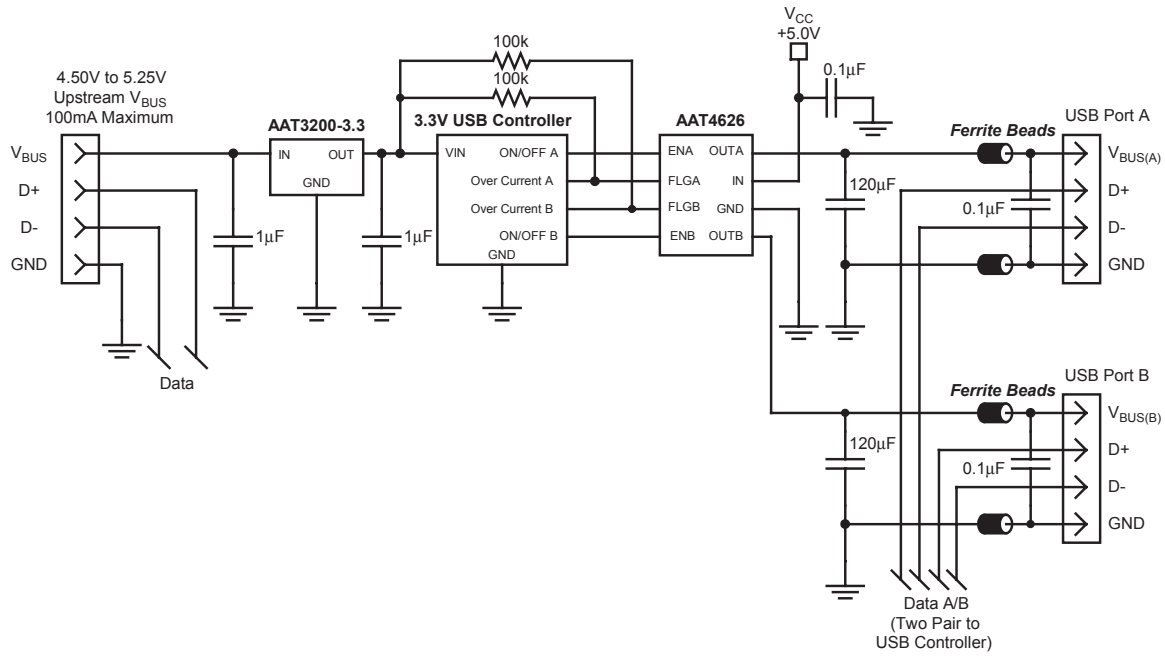 4.50V to 5.25V
Upstream VBUS
100mA Maximum
VBUS
D+
D-
GND
Data
AAT3200-3.3
IN
OUT
GND
1μF
1μF
100k
100k
3.3V USB Controller
VIN
ON/OFF A
Over Current A
Over Current B
ON/OFF B
GND
AAT4626
ENA
OUTA
FLGA
IN
FLGB
GND
ENB
OUTB
VCC
+5.0V
0.1μF
120μF
Ferrite Beads
0.1μF
USB Port A
VBUS(A)
D+
D-
GND
120μF
Ferrite Beads
0.1μF
USB Port B
VBUS(B)
D+
D-
GND
Data A/B
(Two Pair to
USB Controller)